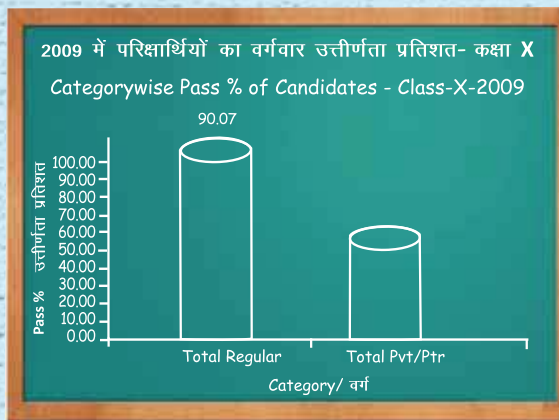 2009 में परिक्षार्थियों का वर्गवार उत्तीर्णता प्रतिशत- कक्षा X
Categorywise Pass % of Candidates - Class-X-2009
90.07
100.00
90.00
80.00
70.00
60.00
50.00
40.00
30.00
20.00
10.00
0.00
Pass % उत्तीर्णता प्रतिशत
Total Regular Total Pvt/Ptr
Category/ वर्ग